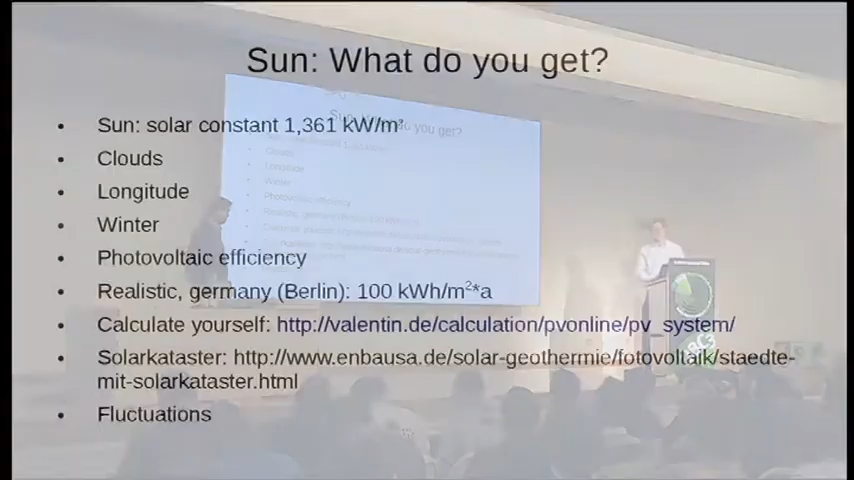 Sun: What do you get?
• Sun: solar constant 1,361 kW/m²
• Clouds
• Longitude
• Winter
• Photovoltaic efficiency
• Realistic, germany (Berlin): 100 kWh/m²*a
• Calculate yourself: http://valentin.de/calculation/pvonline/pv_system/
• Solarkataster: http://www.enbausa.de/solar-geothermie/fotovoltaik/staedte-
mit-solarkataster.html
• Fluctuations